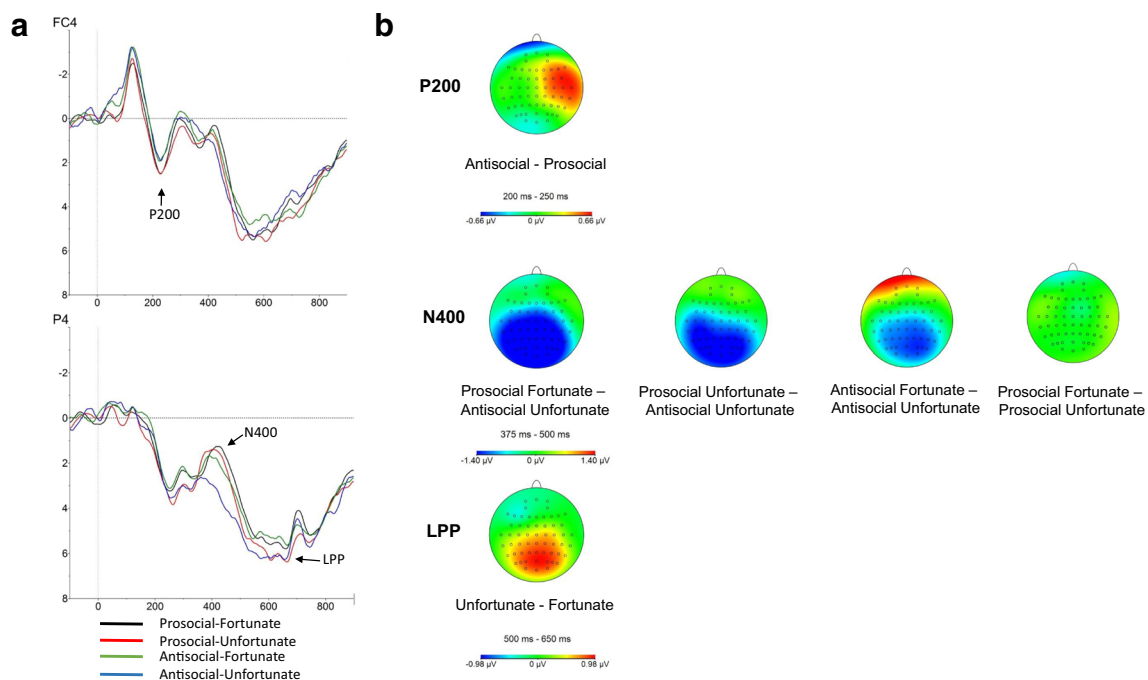 a
FC4
-2
0
2
4
6
8
0
200
400
600
800
P200
P4
-2
0
2
4
6
8
0
200
400
600
800
N400
LPP
Prosocial-Fortunate
Prosocial-Unfortunate
Antisocial-Fortunate
Antisocial-Unfortunate
b
P200
Antisocial - Prosocial
200 ms - 250 ms
-0.66 µV 0 µV 0.66 µV
N400
Prosocial Fortunate –
Antisocial Unfortunate
Prosocial Unfortunate –
Antisocial Unfortunate
Antisocial Fortunate –
Antisocial Unfortunate
Prosocial Fortunate –
Prosocial Unfortunate
375 ms - 500 ms
-1.40 µV 0 µV 1.40 µV
LPP
Unfortunate - Fortunate
500 ms - 650 ms
-0.98 µV 0 µV 0.98 µV